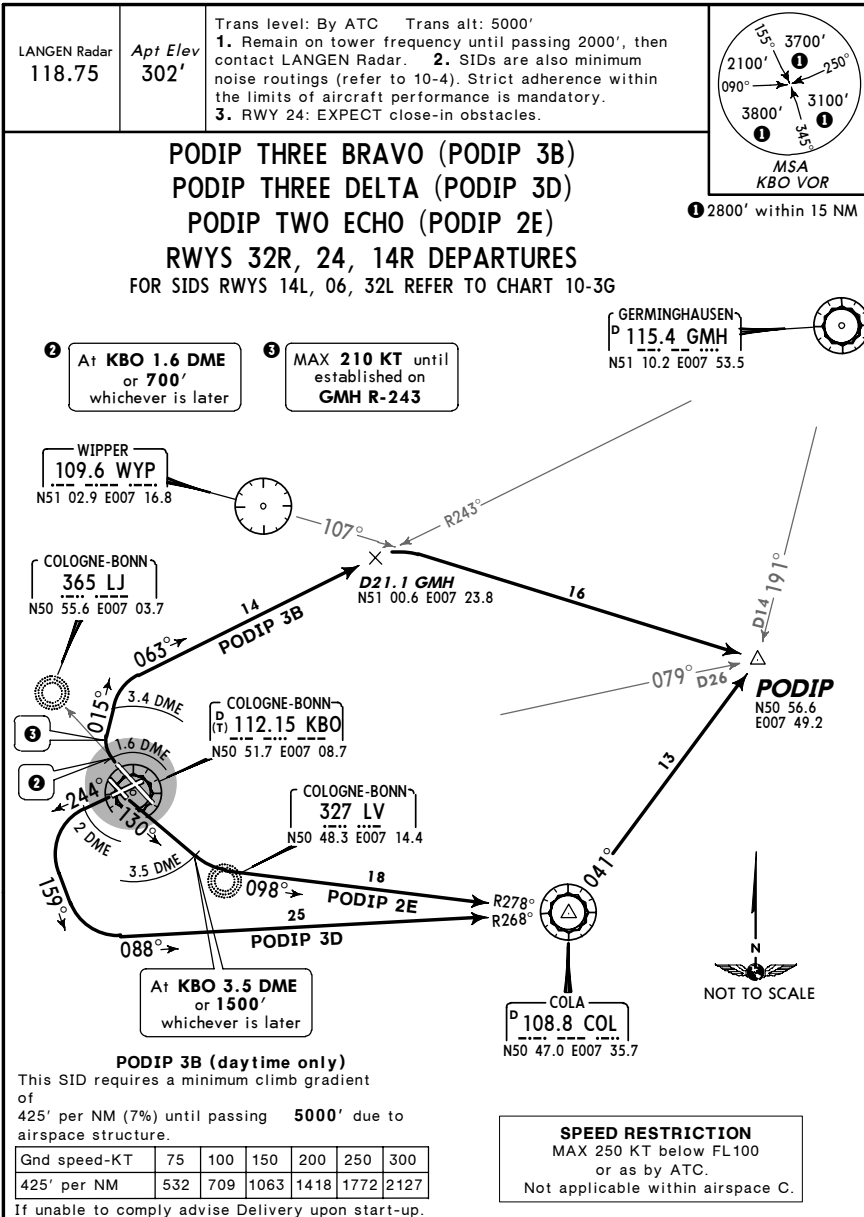 LANGEN Radar
118.75
Apt Elev
302'
Trans level: By ATC Trans alt: 5000'
1. Remain on tower frequency until passing 2000', then
contact LANGEN Radar. 2. SIDs are also minimum
noise routings (refer to 10-4). Strict adherence within
the limits of aircraft performance is mandatory.
3. RWY 24: EXPECT close-in obstacles.
155°
3700'
1
250°
2100'
090°
3100'
1
3800'
1
345°
MSA
KBO VOR
1 2800' within 15 NM
PODIP THREE BRAVO (PODIP 3B)
PODIP THREE DELTA (PODIP 3D)
PODIP TWO ECHO (PODIP 2E)
RWYS 32R, 24, 14R DEPARTURES
FOR SIDS RWYS 14L, 06, 32L REFER TO CHART 10-3G
2
At KBO 1.6 DME
or 700'
whichever is later
3
MAX 210 KT until
established on
GMH R-243
GERMINGHAUSEN
D 115.4 GMH
N51 10.2 E007 53.5
WIPPER
109.6 WYP
N51 02.9 E007 16.8
107°
R243°
D21.1 GMH
N51 00.6 E007 23.8
COLOGNE-BONN
365 LJ
N50 55.6 E007 03.7
14
063°
PODIP 3B
16
D14 191°
079° D26
PODIP
N50 56.6
E007 49.2
015°
3.4 DME
3
1.6 DME
2
COLOGNE-BONN
D
(T) 112.15 KBO
N50 51.7 E007 08.7
244°
2 DME
130°
3.5 DME
COLOGNE-BONN
327 LV
N50 48.3 E007 14.4
13
041°
159°
098°
18
PODIP 2E
R278°
25
R268°
088°
PODIP 3D
At KBO 3.5 DME
or 1500'
whichever is later
COLA
D 108.8 COL
N50 47.0 E007 35.7
N
NOT TO SCALE
PODIP 3B (daytime only)
This SID requires a minimum climb gradient
of
425' per NM (7%) until passing 5000' due to
airspace structure.
Gnd speed-KT 75 100 150 200 250 300
425' per NM 532 709 1063 1418 1772 2127
If unable to comply advise Delivery upon start-up.
SPEED RESTRICTION
MAX 250 KT below FL100
or as by ATC.
Not applicable within airspace C.